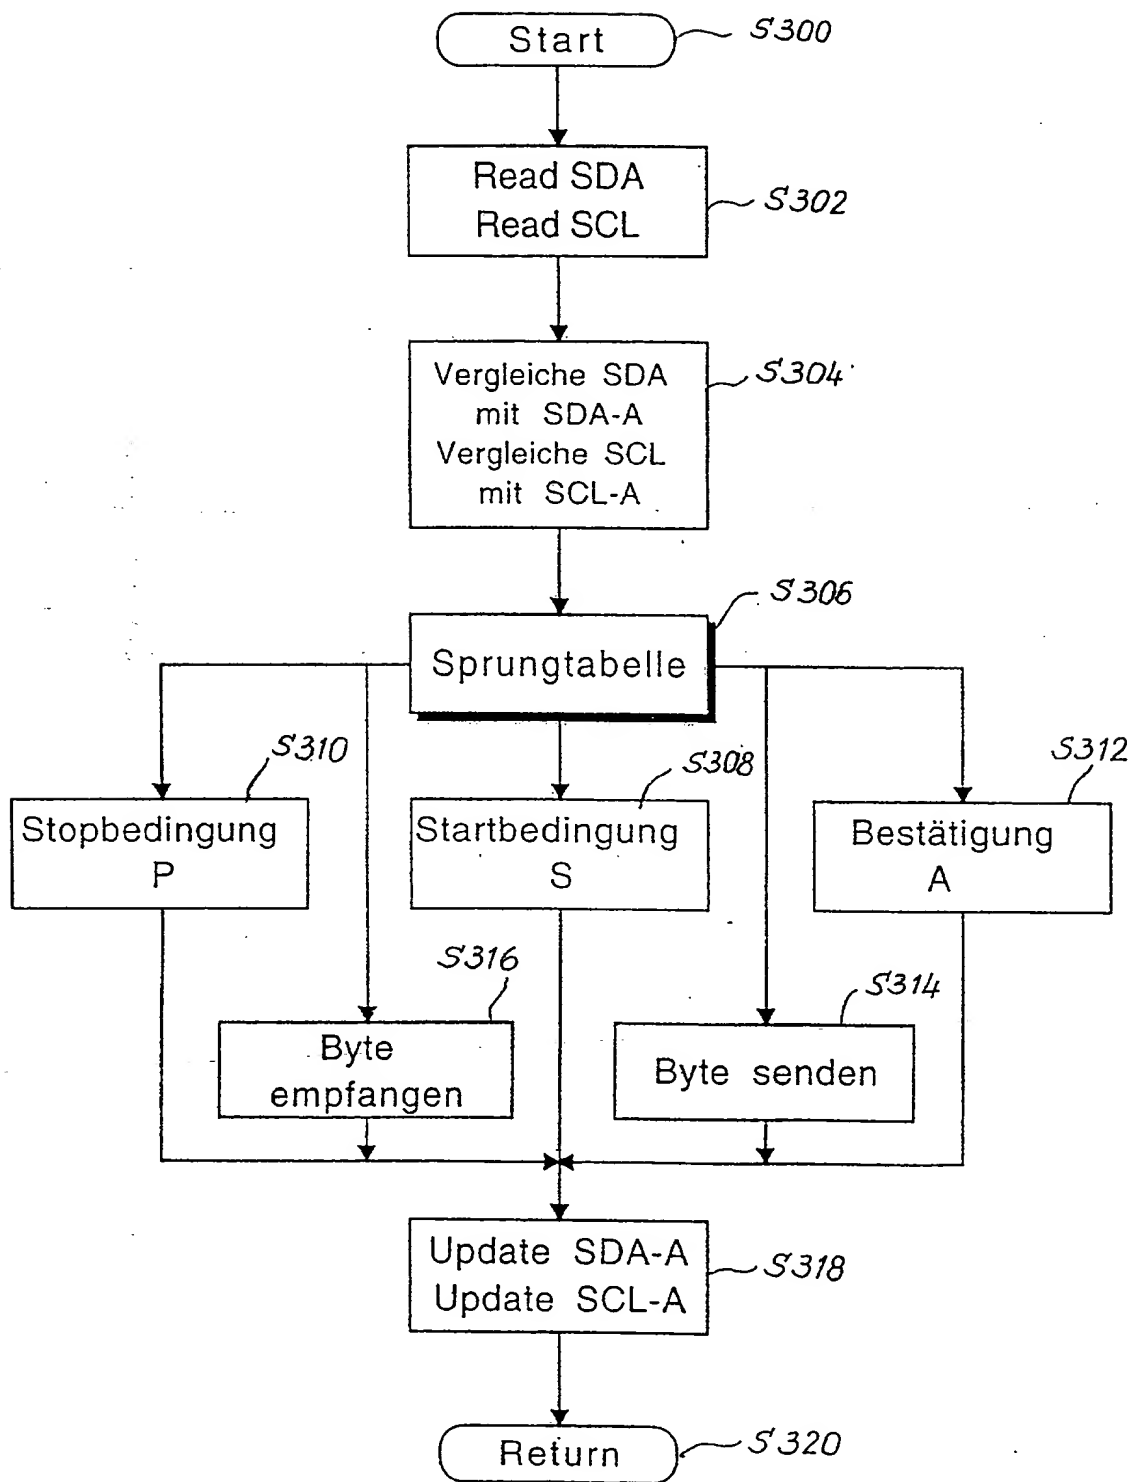 Start
S300
Read SDA
Read SCL
S302
Vergleiche SDA
mit SDA-A
Vergleiche SCL
mit SCL-A
S304
Sprungtabelle
S306
S310
Stopbedingung
P
S308
Startbedingung
S
S312
Bestätigung
A
S316
Byte
empfangen
S314
Byte senden
Update SDA-A
Update SCL-A
S318
Return
S320